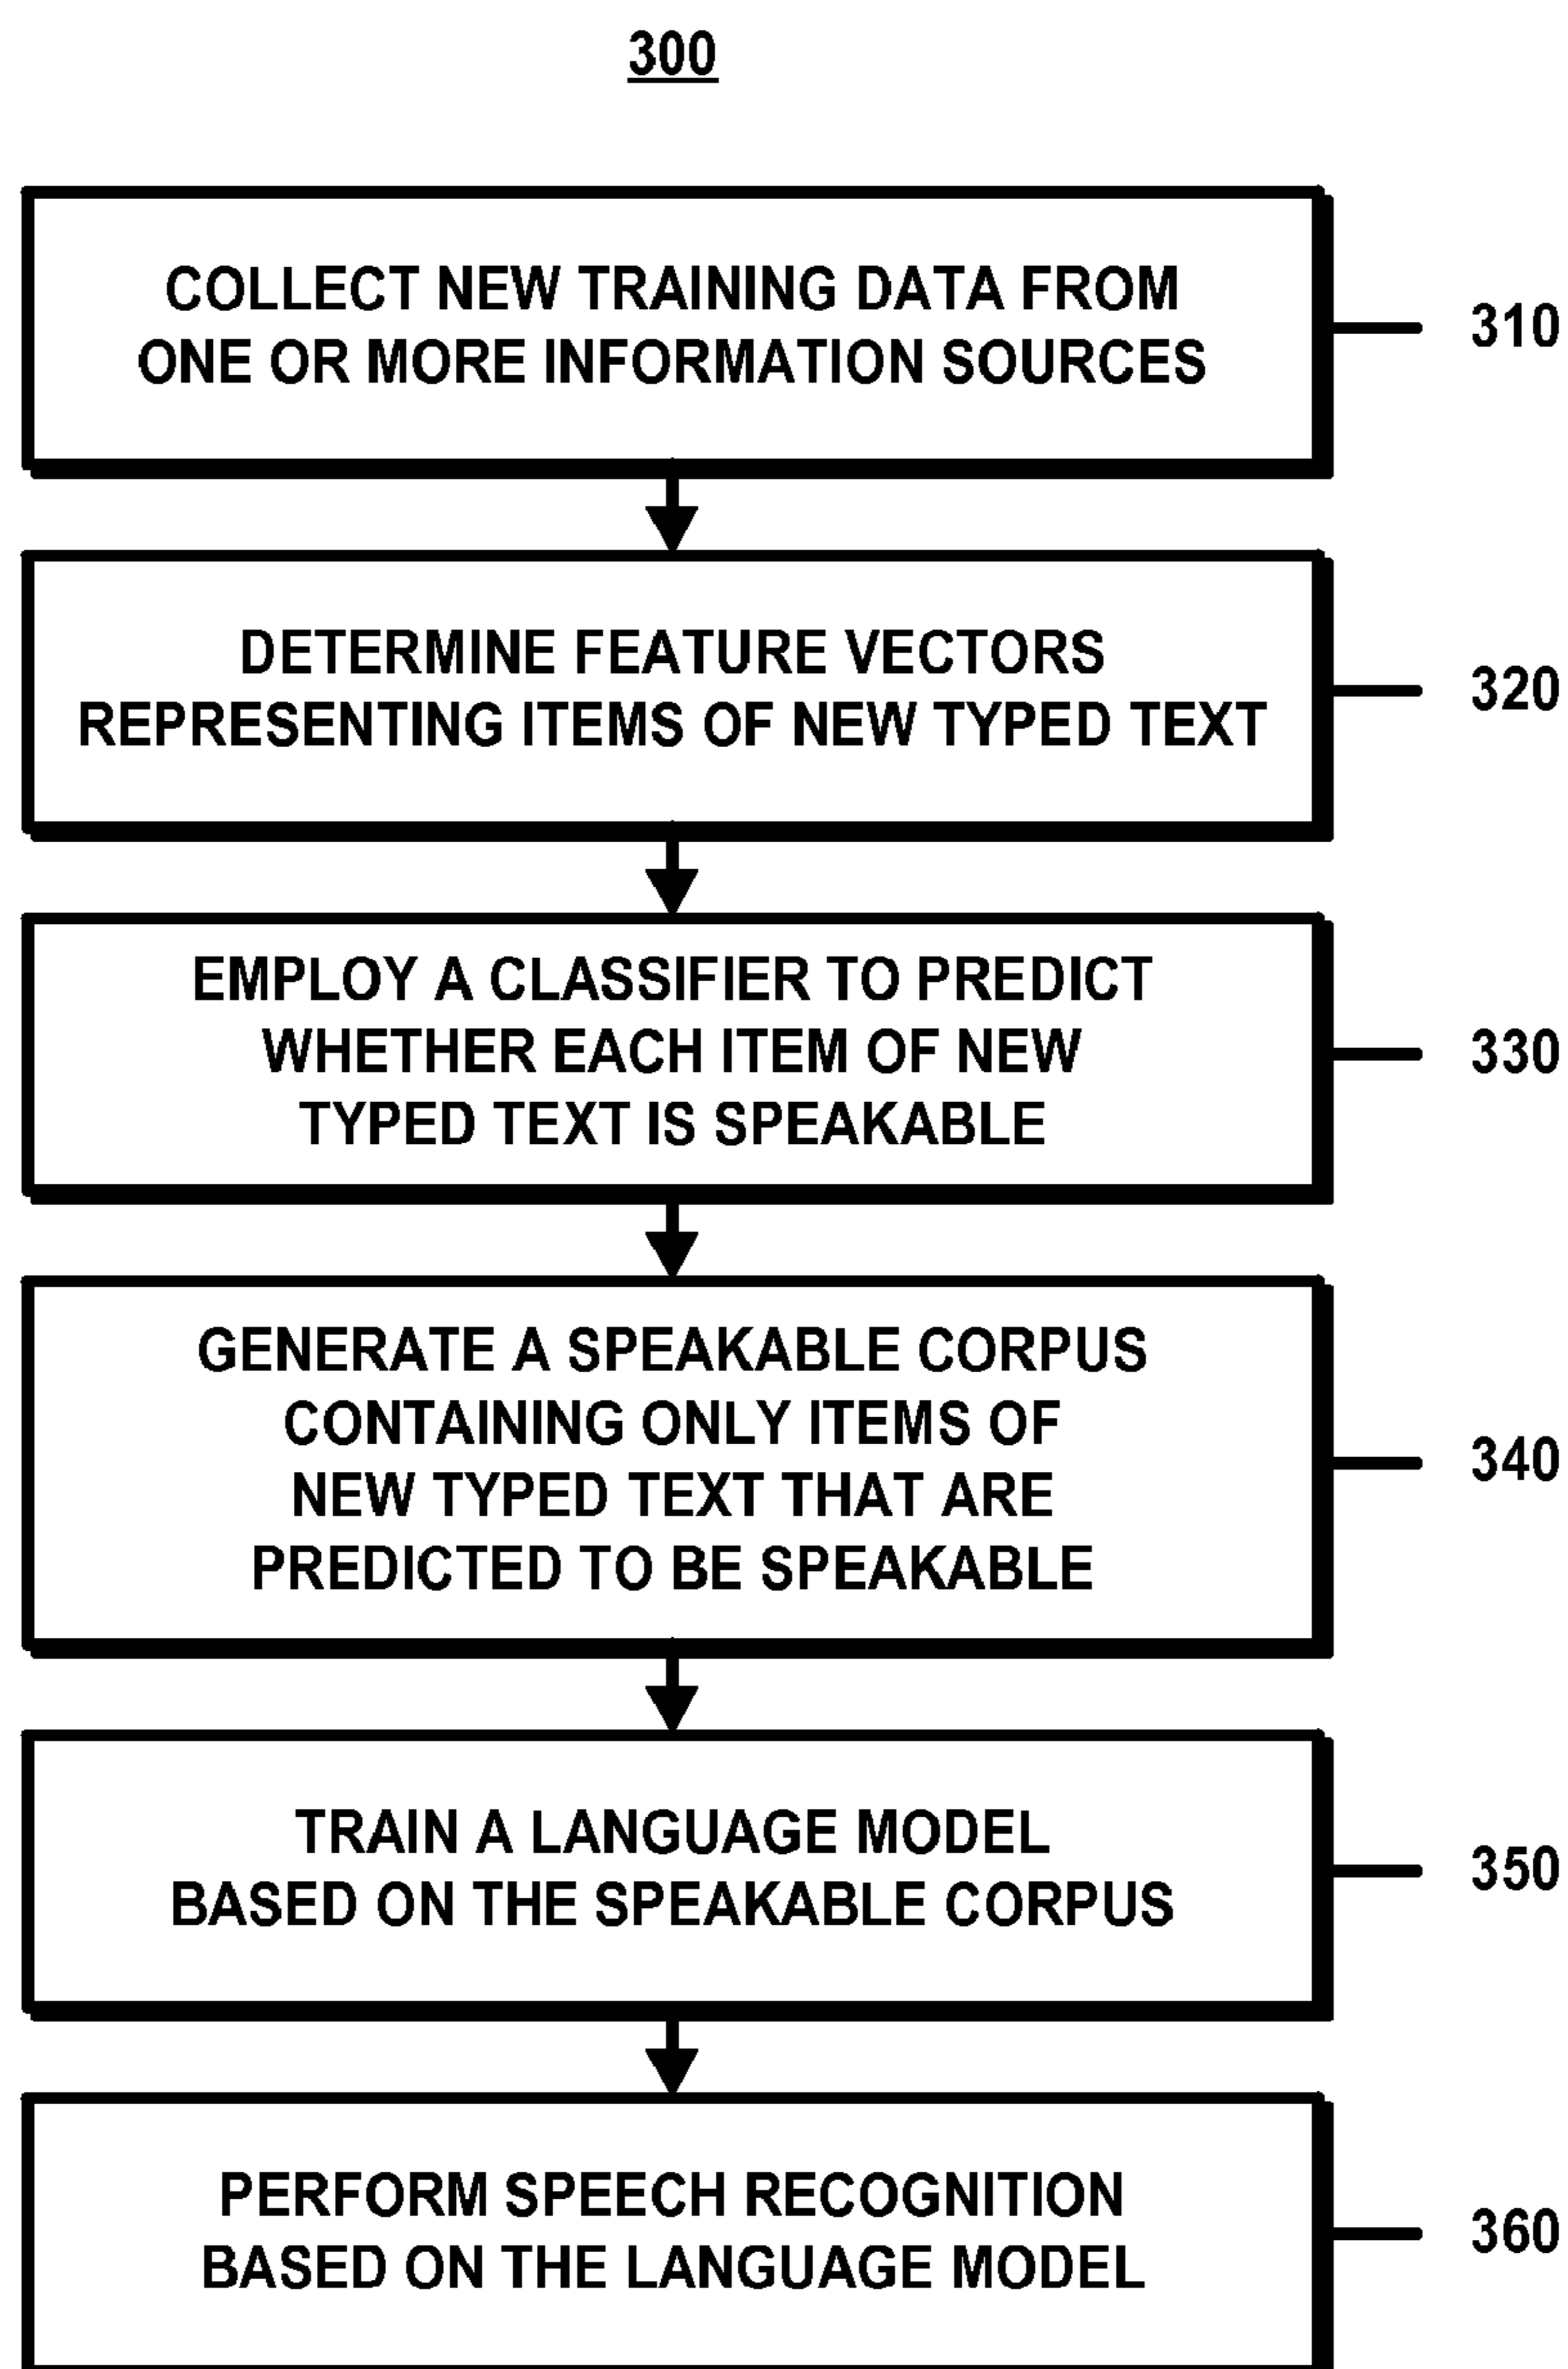 300
COLLECT NEW TRAINING DATA FROM
ONE OR MORE INFORMATION SOURCES
310
DETERMINE FEATURE VECTORS
REPRESENTING ITEMS OF NEW TYPED TEXT
320
EMPLOY A CLASSIFIER TO PREDICT
WHETHER EACH ITEM OF NEW
TYPED TEXT IS SPEAKABLE
330
GENERATE A SPEAKABLE CORPUS
CONTAINING ONLY ITEMS OF
NEW TYPED TEXT THAT ARE
PREDICTED TO BE SPEAKABLE
340
TRAIN A LANGUAGE MODEL
BASED ON THE SPEAKABLE CORPUS
350
PERFORM SPEECH RECOGNITION
BASED ON THE LANGUAGE MODEL
360